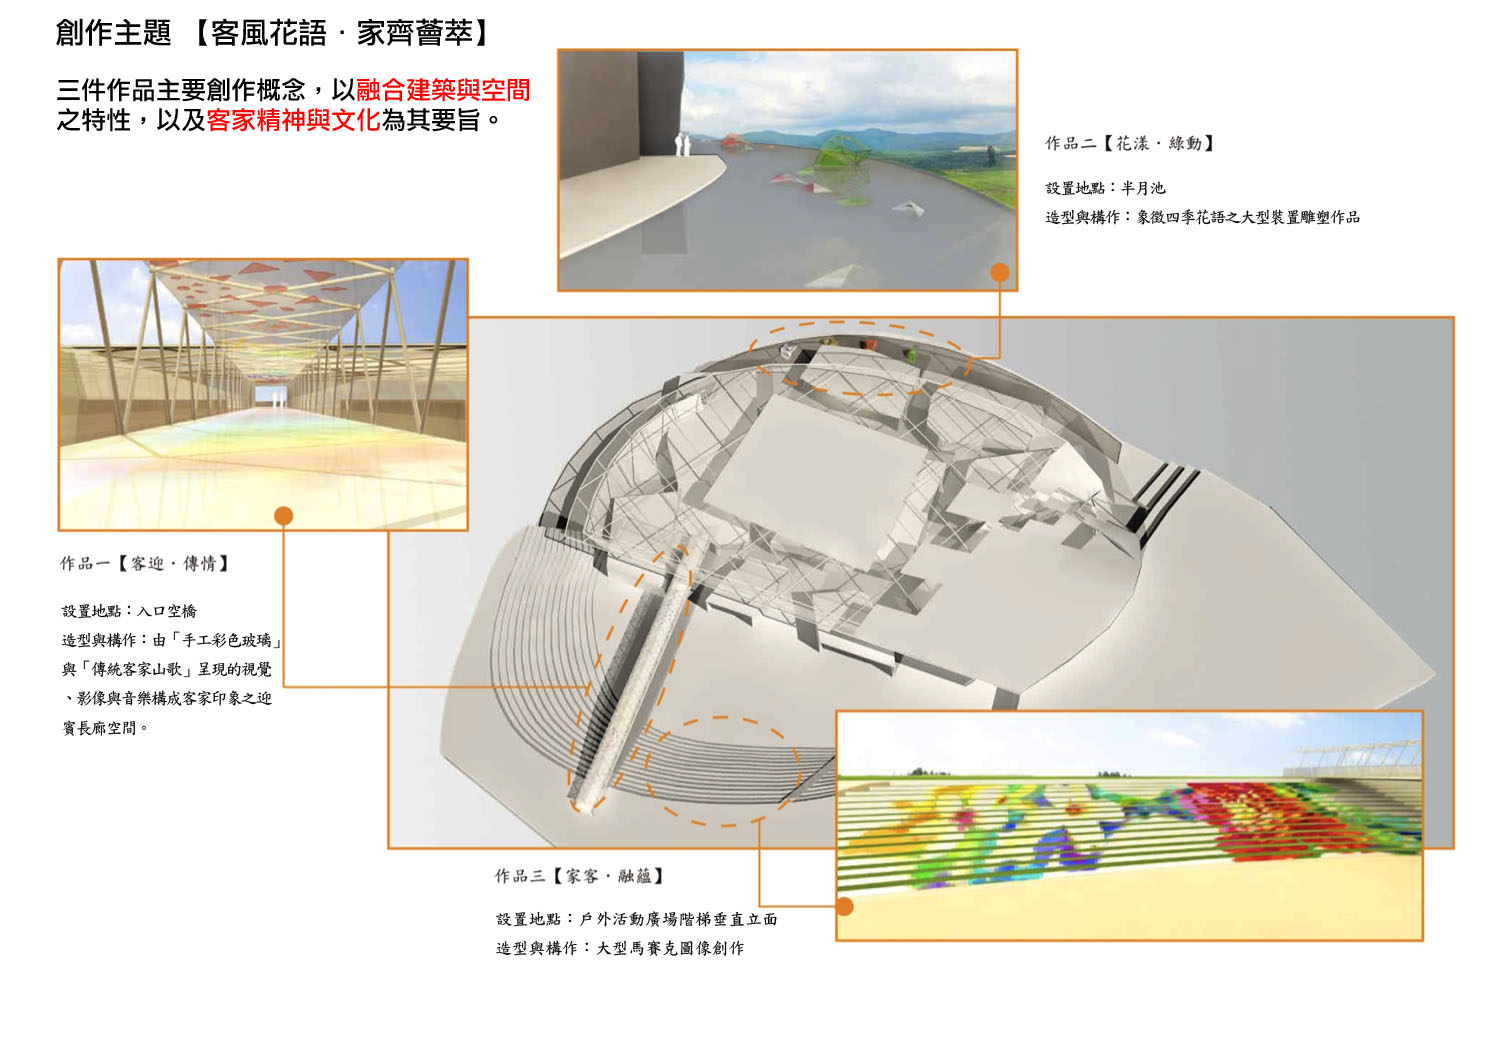 創作主題 【客風花語．家齊薈萃】
三件作品主要創作概念，以融合建築與空間
之特性，以及客家精神與文化為其要旨。
作品二【花漾．綠動】
設置地點：半月池
造型與構作：象徵四季花語之大型裝置雕塑作品
作品一【客迎．傳情】
設置地點：入口空橋
造型與構作：由「手工彩色玻璃」
與「傳統客家山歌」呈現的視覺
、影像與音樂構成客家印象之迎
賓長廊空間。
作品三【家客．融蘊】
設置地點：戶外活動廣場階梯垂直立面
造型與構作：大型馬賽克圖像創作